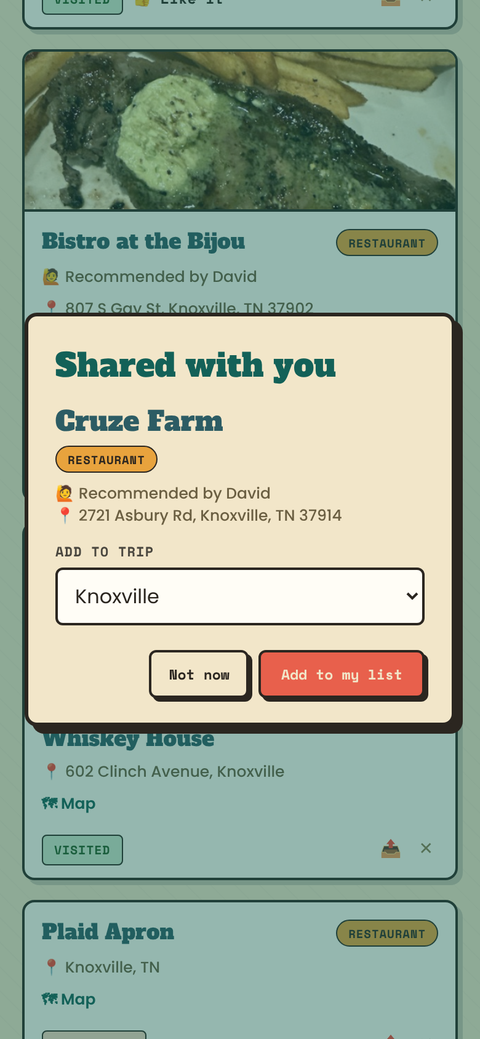 VISITED 👍 Like it
Bistro at the Bijou
RESTAURANT
🙋 Recommended by David
📍 807 S Gay St, Knoxville, TN 37902
Shared with you
Cruze Farm
RESTAURANT
🙋 Recommended by David
📍 2721 Asbury Rd, Knoxville, TN 37914
ADD TO TRIP
Knoxville
Not now
Add to my list
Whiskey House
📍 602 Clinch Avenue, Knoxville
🗺 Map
VISITED
✕
Plaid Apron
RESTAURANT
📍 Knoxville, TN
🗺 Map